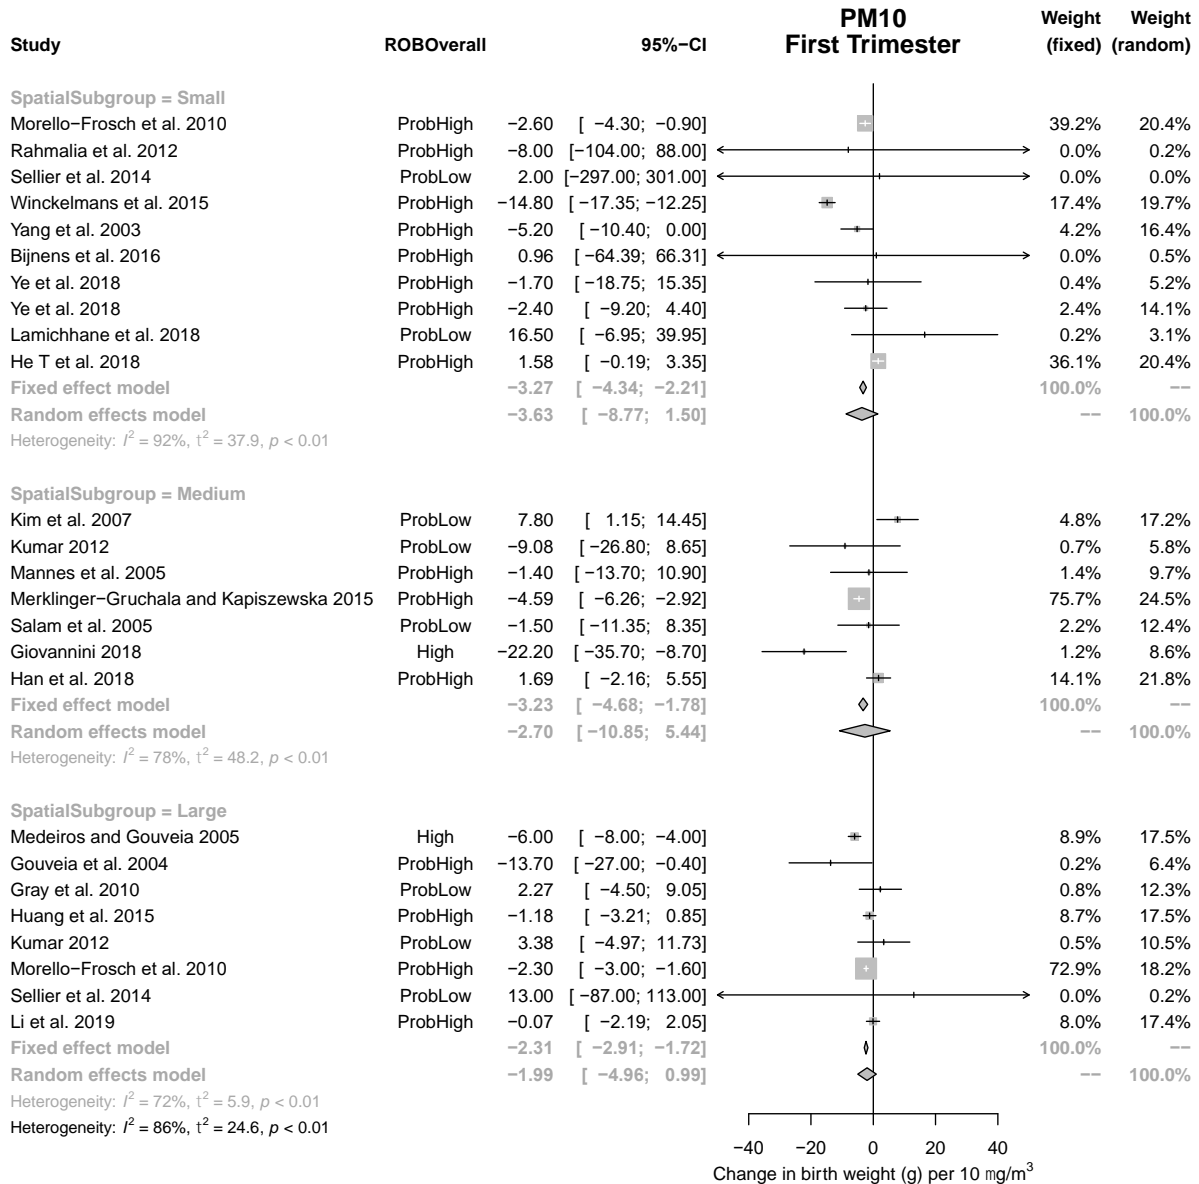 PM10
First Trimester
Study ROBOverall 95%−CI Weight (fixed) Weight (random)
SpatialSubgroup = Small
Morello−Frosch et al. 2010 ProbHigh −2.60 [ −4.30; −0.90] 39.2% 20.4%
Rahmalia et al. 2012 ProbHigh −8.00 [−104.00; 88.00] 0.0% 0.2%
Sellier et al. 2014 ProbLow 2.00 [−297.00; 301.00] 0.0% 0.0%
Winckelmans et al. 2015 ProbHigh −14.80 [ −17.35; −12.25] 17.4% 19.7%
Yang et al. 2003 ProbHigh −5.20 [ −10.40; 0.00] 4.2% 16.4%
Bijnens et al. 2016 ProbHigh 0.96 [ −64.39; 66.31] 0.0% 0.5%
Ye et al. 2018 ProbHigh −1.70 [ −18.75; 15.35] 0.4% 5.2%
Ye et al. 2018 ProbHigh −2.40 [ −9.20; 4.40] 2.4% 14.1%
Lamichhane et al. 2018 ProbLow 16.50 [ −6.95; 39.95] 0.2% 3.1%
He T et al. 2018 ProbHigh 1.58 [ −0.19; 3.35] 36.1% 20.4%
Fixed effect model −3.27 [ −4.34; −2.21] 100.0% −−
Random effects model −3.63 [ −8.77; 1.50] −− 100.0%
Heterogeneity: I² = 92%, τ² = 37.9, p < 0.01
SpatialSubgroup = Medium
Kim et al. 2007 ProbLow 7.80 [ 1.15; 14.45] 4.8% 17.2%
Kumar 2012 ProbLow −9.08 [ −26.80; 8.65] 0.7% 5.8%
Mannes et al. 2005 ProbHigh −1.40 [ −13.70; 10.90] 1.4% 9.7%
Merklinger−Gruchala and Kapiszewska 2015 ProbHigh −4.59 [ −6.26; −2.92] 75.7% 24.5%
Salam et al. 2005 ProbLow −1.50 [ −11.35; 8.35] 2.2% 12.4%
Giovannini 2018 High −22.20 [ −35.70; −8.70] 1.2% 8.6%
Han et al. 2018 ProbHigh 1.69 [ −2.16; 5.55] 14.1% 21.8%
Fixed effect model −3.23 [ −4.68; −1.78] 100.0% −−
Random effects model −2.70 [ −10.85; 5.44] −− 100.0%
Heterogeneity: I² = 78%, τ² = 48.2, p < 0.01
SpatialSubgroup = Large
Medeiros and Gouveia 2005 High −6.00 [ −8.00; −4.00] 8.9% 17.5%
Gouveia et al. 2004 ProbHigh −13.70 [ −27.00; −0.40] 0.2% 6.4%
Gray et al. 2010 ProbLow 2.27 [ −4.50; 9.05] 0.8% 12.3%
Huang et al. 2015 ProbHigh −1.18 [ −3.21; 0.85] 8.7% 17.5%
Kumar 2012 ProbLow 3.38 [ −4.97; 11.73] 0.5% 10.5%
Morello−Frosch et al. 2010 ProbHigh −2.30 [ −3.00; −1.60] 72.9% 18.2%
Sellier et al. 2014 ProbLow 13.00 [ −87.00; 113.00] 0.0% 0.2%
Li et al. 2019 ProbHigh −0.07 [ −2.19; 2.05] 8.0% 17.4%
Fixed effect model −2.31 [ −2.91; −1.72] 100.0% −−
Random effects model −1.99 [ −4.96; 0.99] −− 100.0%
Heterogeneity: I² = 72%, τ² = 5.9, p < 0.01
Heterogeneity: I² = 86%, τ² = 24.6, p < 0.01
−40 −20 0 20 40
Change in birth weight (g) per 10 mg/m³